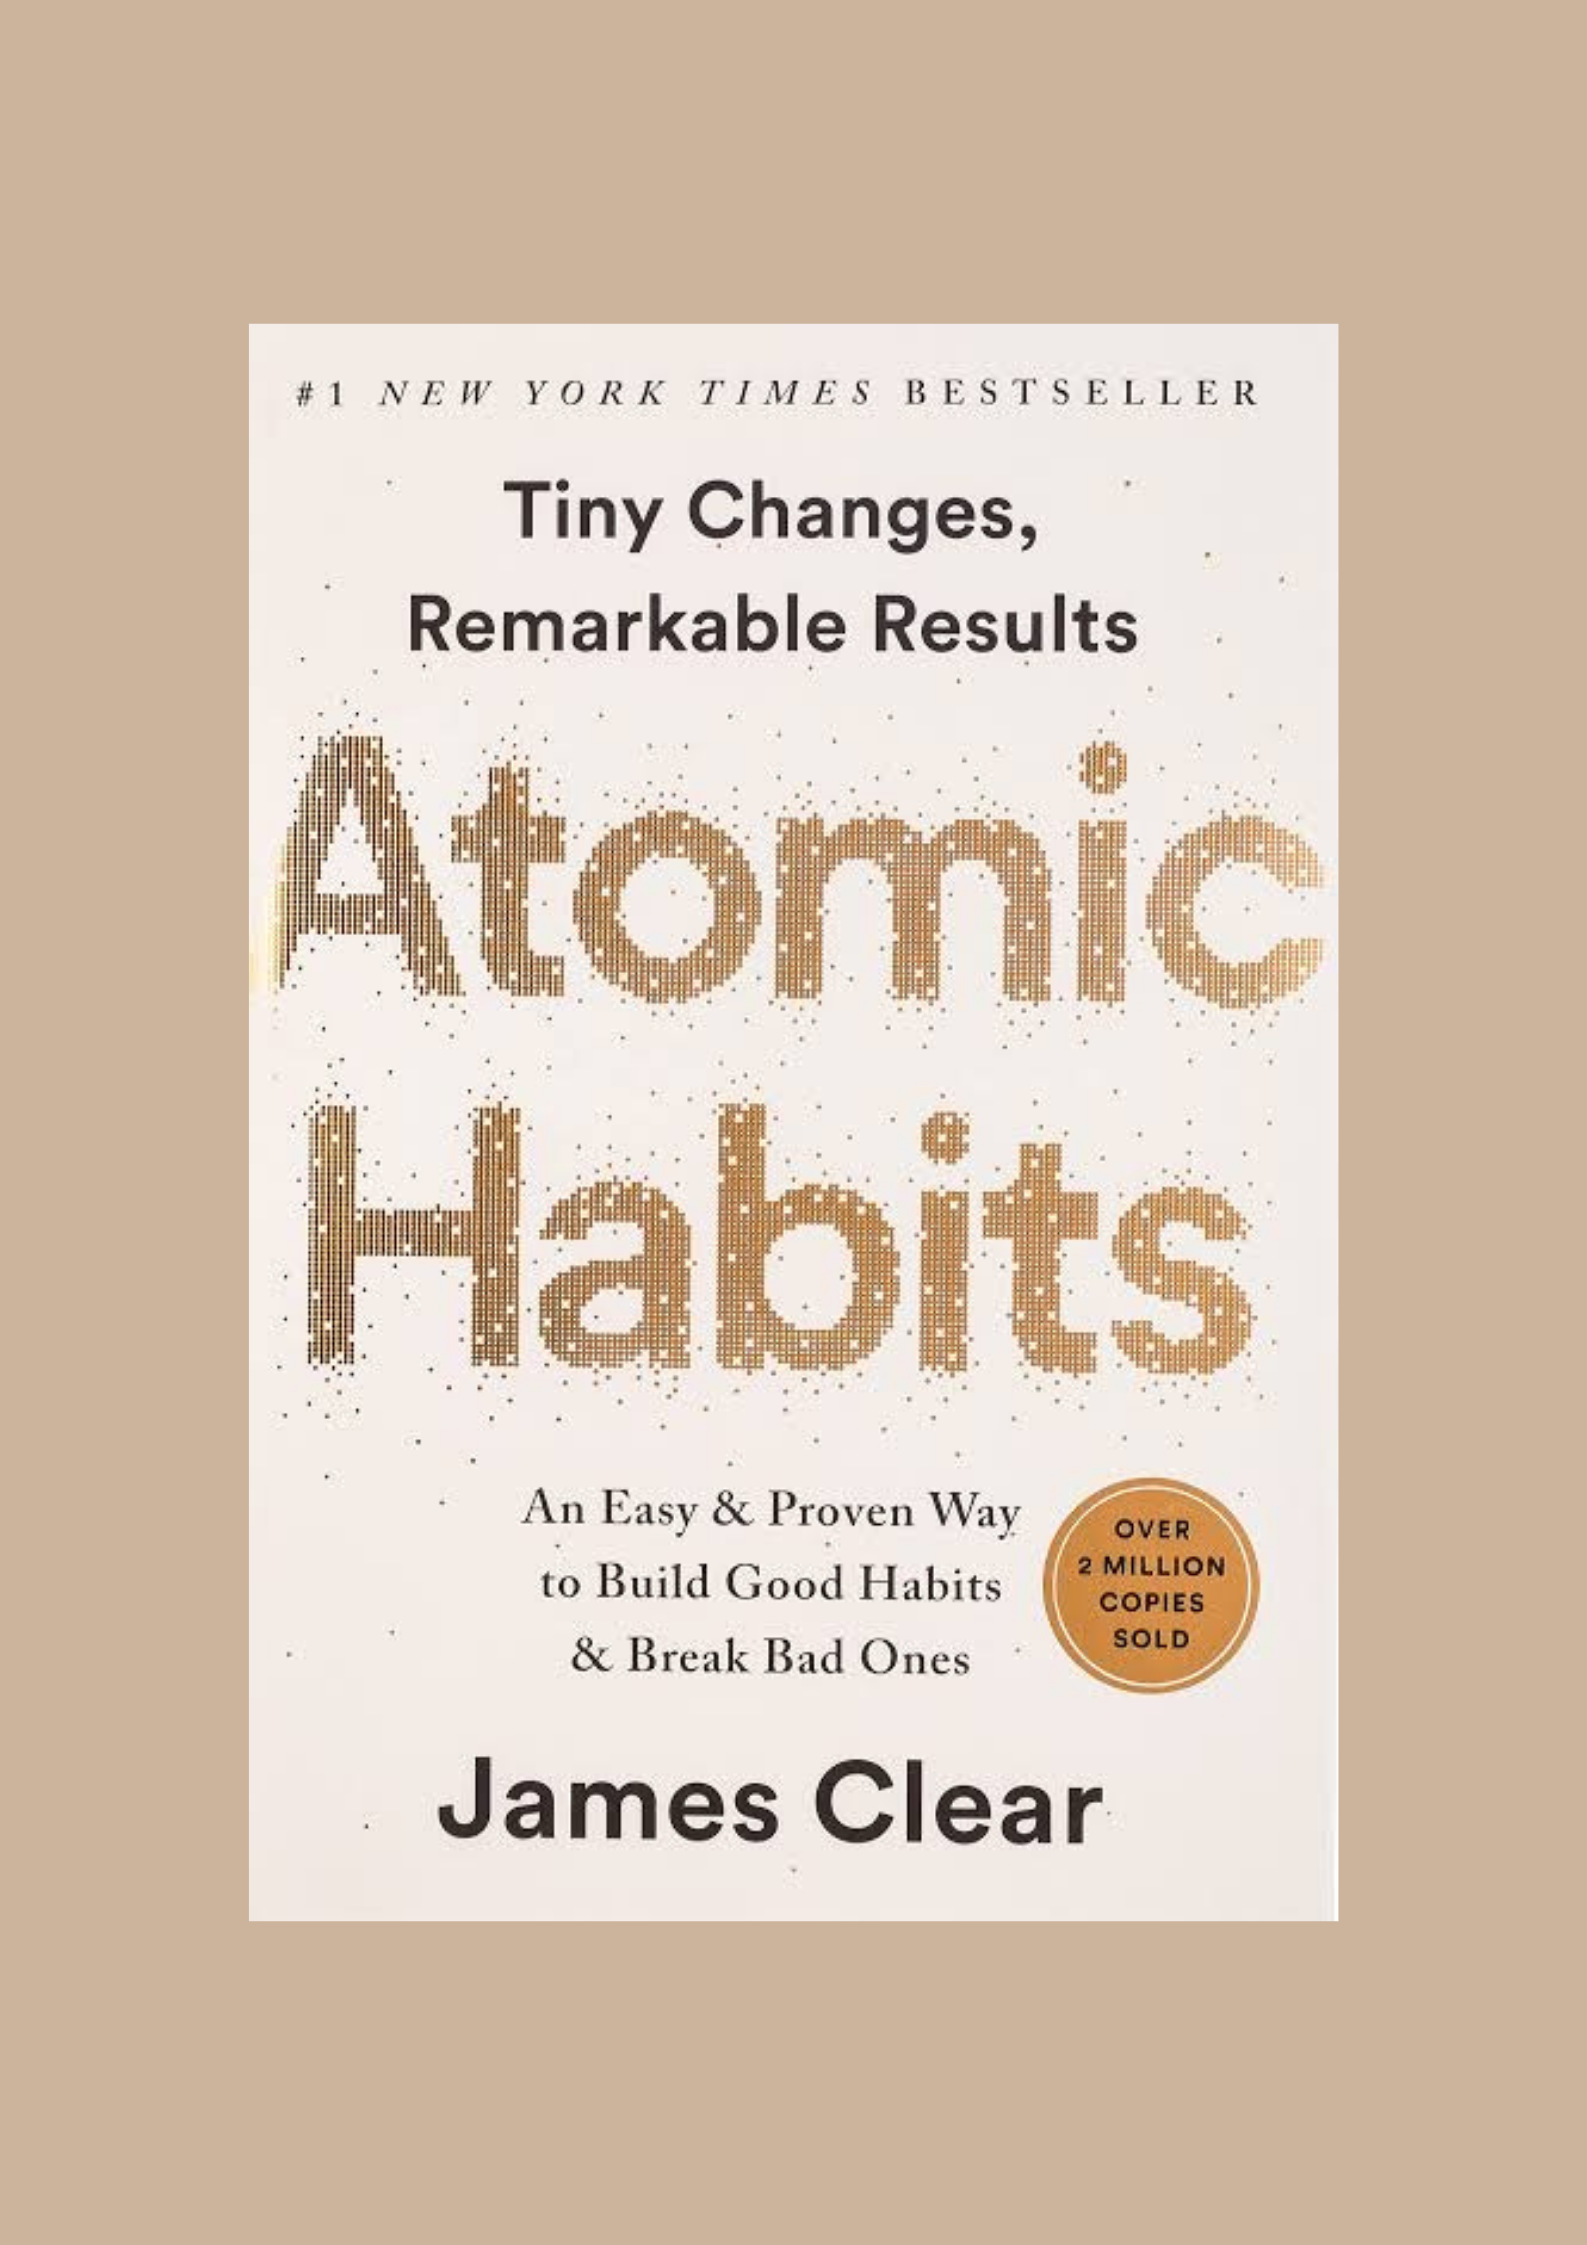 #1 NEW YORK TIMES BESTSELLER
Tiny Changes,
Remarkable Results
Atomic
Habits
An Easy & Proven Way
to Build Good Habits
& Break Bad Ones
OVER
2 MILLION
COPIES
SOLD
James Clear